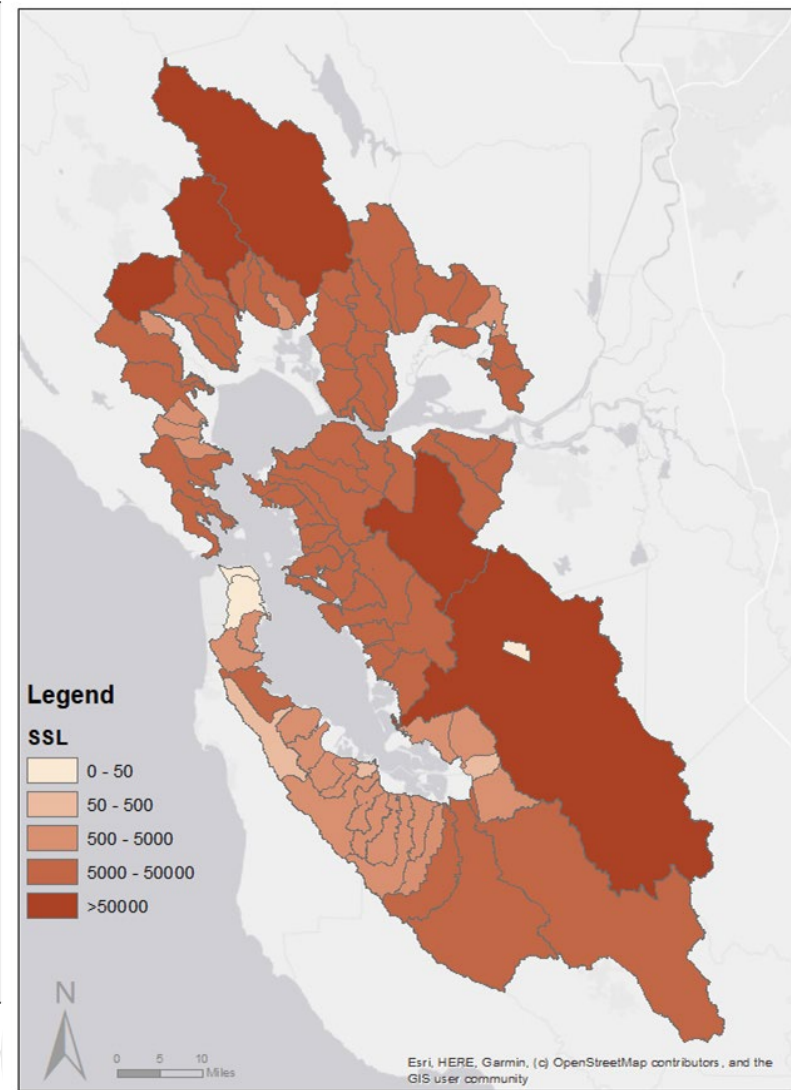 Legend
SSL
0 - 50
50 - 500
500 - 5000
5000 - 50000
>50000
N
0 5 10
Miles
Esri, HERE, Garmin, (c) OpenStreetMap contributors, and the
GIS user community